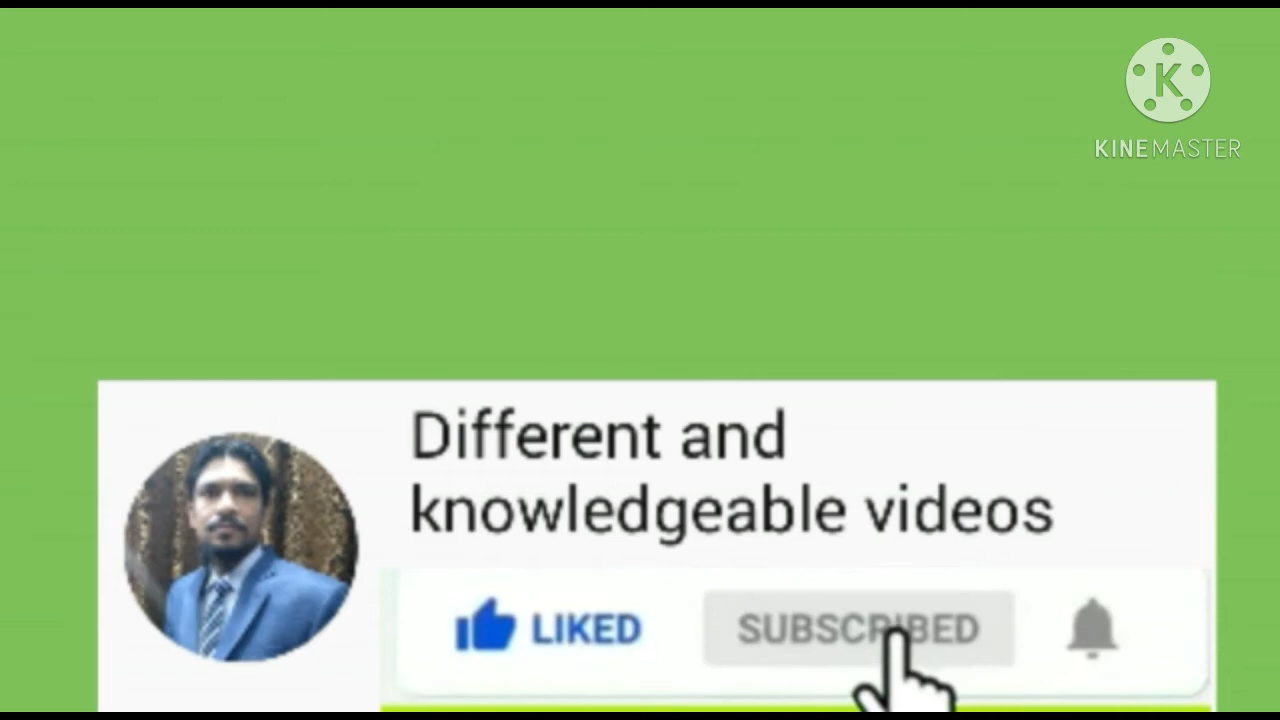 K
KINEMASTER
Different and
knowledgeable videos
LIKED
SUBSCRIBED